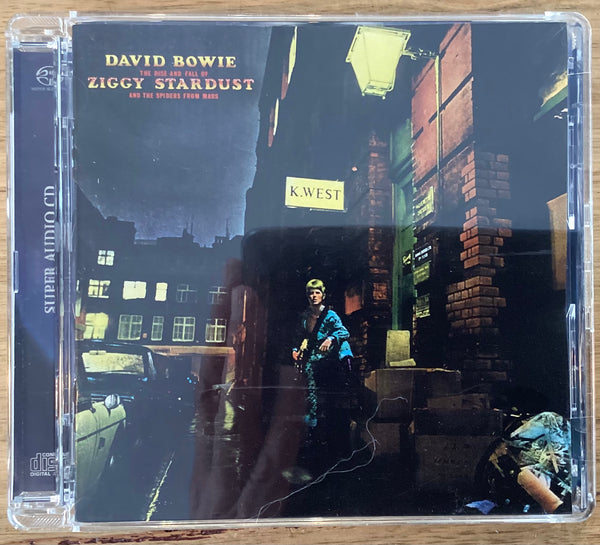 DAVID BOWIE
THE RISE AND FALL OF
ZIGGY STARDUST
AND THE SPIDERS FROM MARS
K.WEST
SUPER AUDIO CD